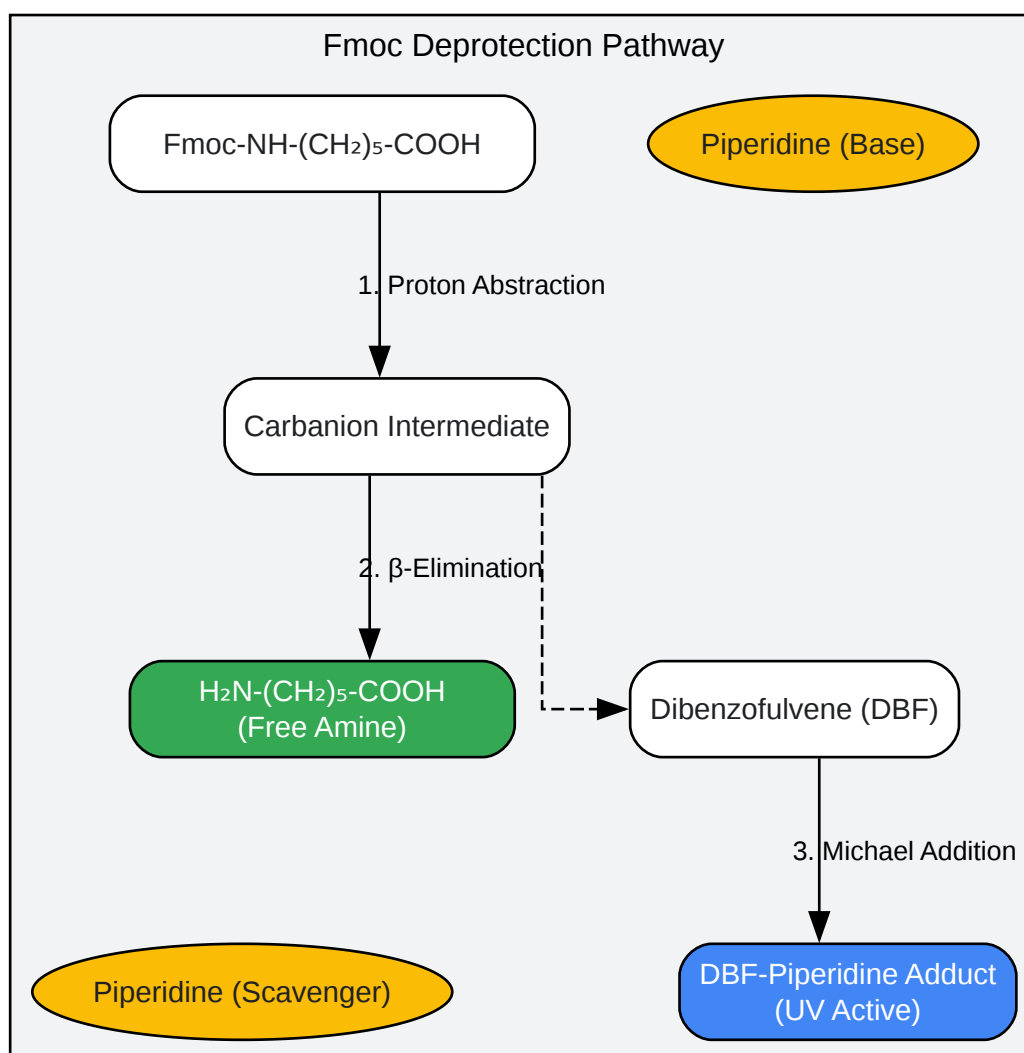 Fmoc Deprotection Pathway
Fmoc-NH-(CH₂)₅-COOH
Piperidine (Base)
1. Proton Abstraction
Carbanion Intermediate
2. β-Elimination
H₂N-(CH₂)₅-COOH
(Free Amine)
Dibenzofulvene (DBF)
3. Michael Addition
Piperidine (Scavenger)
DBF-Piperidine Adduct
(UV Active)